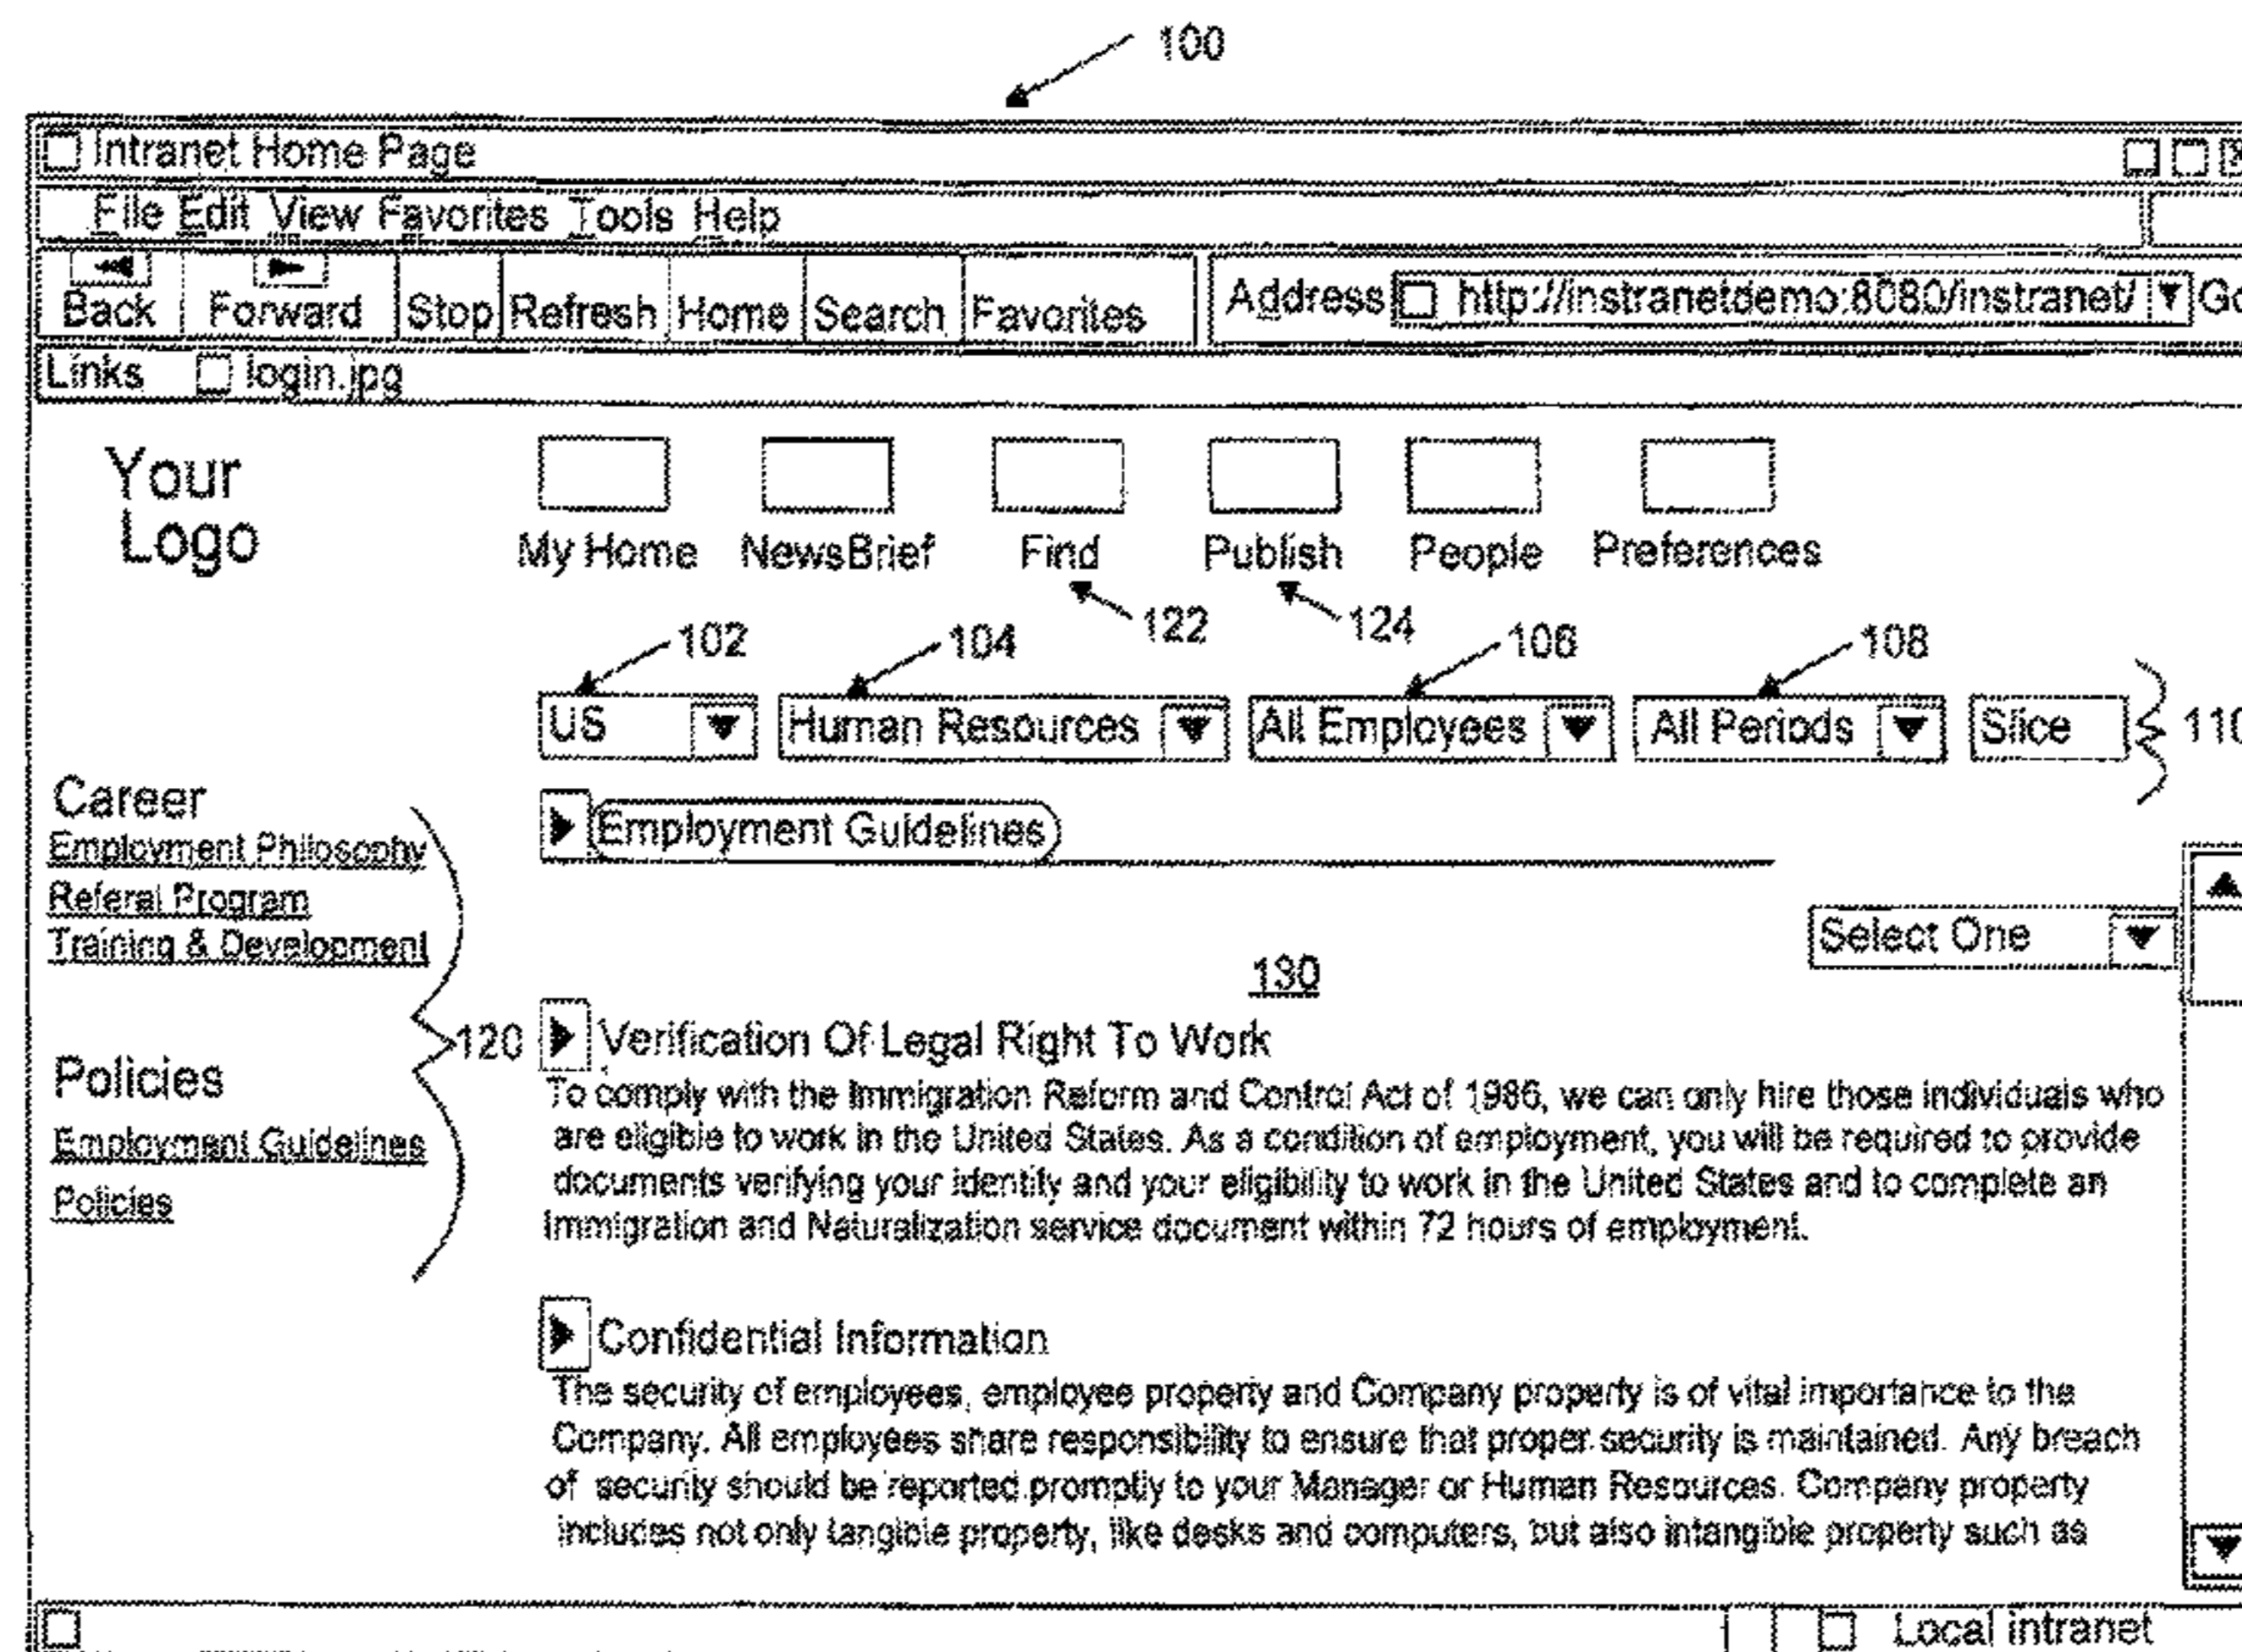 100
Intranet Home Page
File Edit View Favorites Tools Help
Back Forward Stop Refresh Home Search Favorites Address http://instranetdemo:8080/instranet/ Go
Links login.jpg
Your
Logo
My Home NewsBrief Find Publish People Preferences
122 124
102 104 106 108
US Human Resources All Employees All Periods Slice 110
Employment Guidelines
Career
Employment Philosophy
Referal Program
Training & Development
Policies
Employment Guidelines
Policies
120
Select One
130
Verification Of Legal Right To Work
To comply with the Immigration Reform and Control Act of 1986, we can only hire those individuals who
are eligible to work in the United States. As a condition of employment, you will be required to provide
documents verifying your identity and your eligibility to work in the United States and to complete an
Immigration and Naturalization service document within 72 hours of employment.
Confidential Information
The security of employees, employee property and Company property is of vital importance to the
Company. All employees share responsibility to ensure that proper security is maintained. Any breach
of security should be reported promptly to your Manager or Human Resources. Company property
includes not only tangible property, like desks and computers, but also intangible property such as
Local intranet